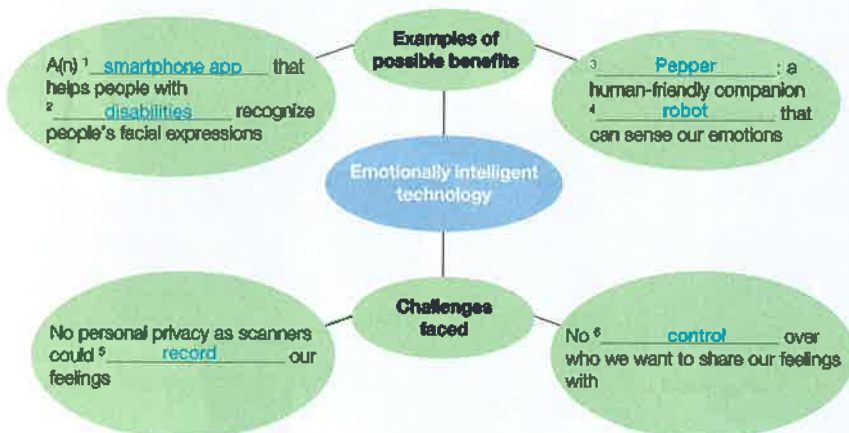 Examples of
possible benefits
A(n) 1 smartphone app that
helps people with
2 disabilities recognize
people's facial expressions
3 Pepper : a
human-friendly companion
4 robot that
can sense our emotions
Emotionally intelligent
technology
Challenges
faced
No personal privacy as scanners
could 5 record our
feelings
No 6 control over
who we want to share our feelings
with